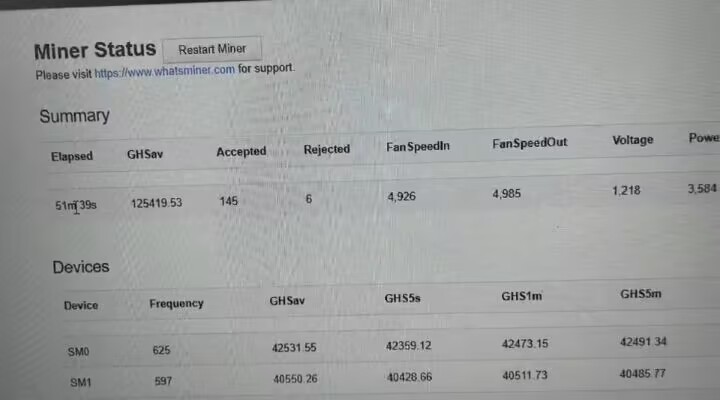 Miner Status Restart Miner
Please visit https://www.whatsminer.com for support.
Summary
Elapsed GHSav Accepted Rejected FanSpeedIn FanSpeedOut Voltage Powe
51m39s 125419.53 145 6 4,926 4,985 1,218 3,584
Devices
Device Frequency GHSav GHS5s GHS1m GHS5m
SM0 625 42531.55 42359.12 42473.15 42491.34
SM1 597 40550.26 40428.66 40511.73 40485.77